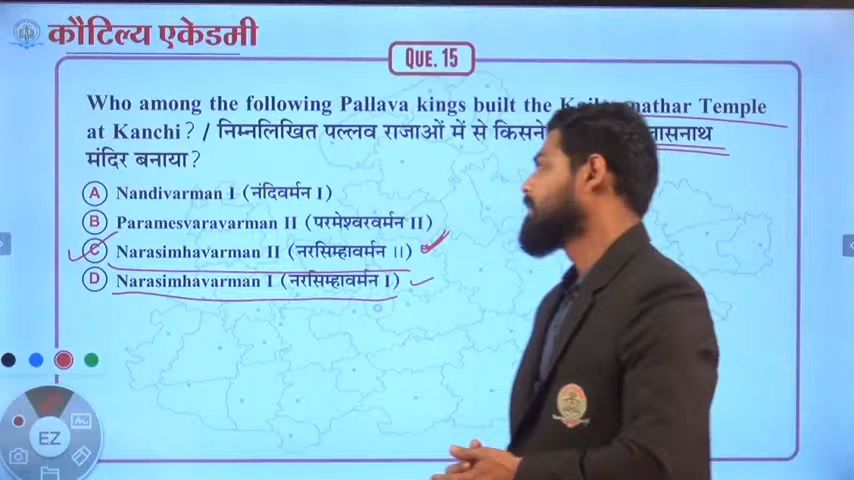 कौटिल्य एकेडमी
QUE. 15
Who among the following Pallava kings built the Temple
at Kanchi? / निम्नलिखित पल्लव राजाओं में से किसने
मंदिर बनाया?
A Nandivarman I (नंदिवर्मन I)
B Paramesvaravarman II (परमेश्वरवर्मन II)
C Narasimhavarman II (नरसिम्हावर्मन ।।)
D Narasimhavarman I (नरसिम्हावर्मन I)
EZ